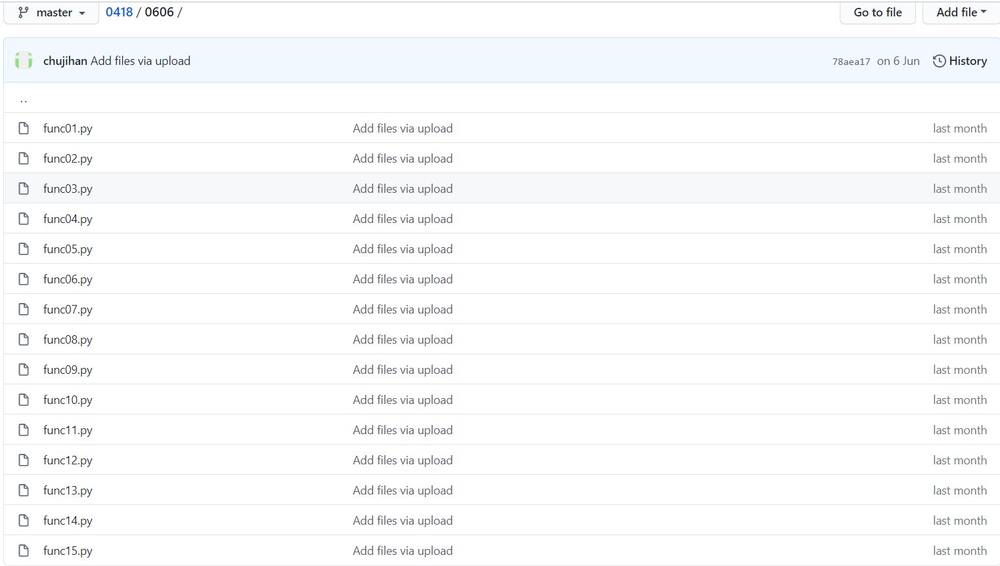 master 0418 / 0606 / Go to file Add file
chujihan Add files via upload 78aea17 on 6 Jun History
..
func01.py Add files via upload last month
func02.py Add files via upload last month
func03.py Add files via upload last month
func04.py Add files via upload last month
func05.py Add files via upload last month
func06.py Add files via upload last month
func07.py Add files via upload last month
func08.py Add files via upload last month
func09.py Add files via upload last month
func10.py Add files via upload last month
func11.py Add files via upload last month
func12.py Add files via upload last month
func13.py Add files via upload last month
func14.py Add files via upload last month
func15.py Add files via upload last month